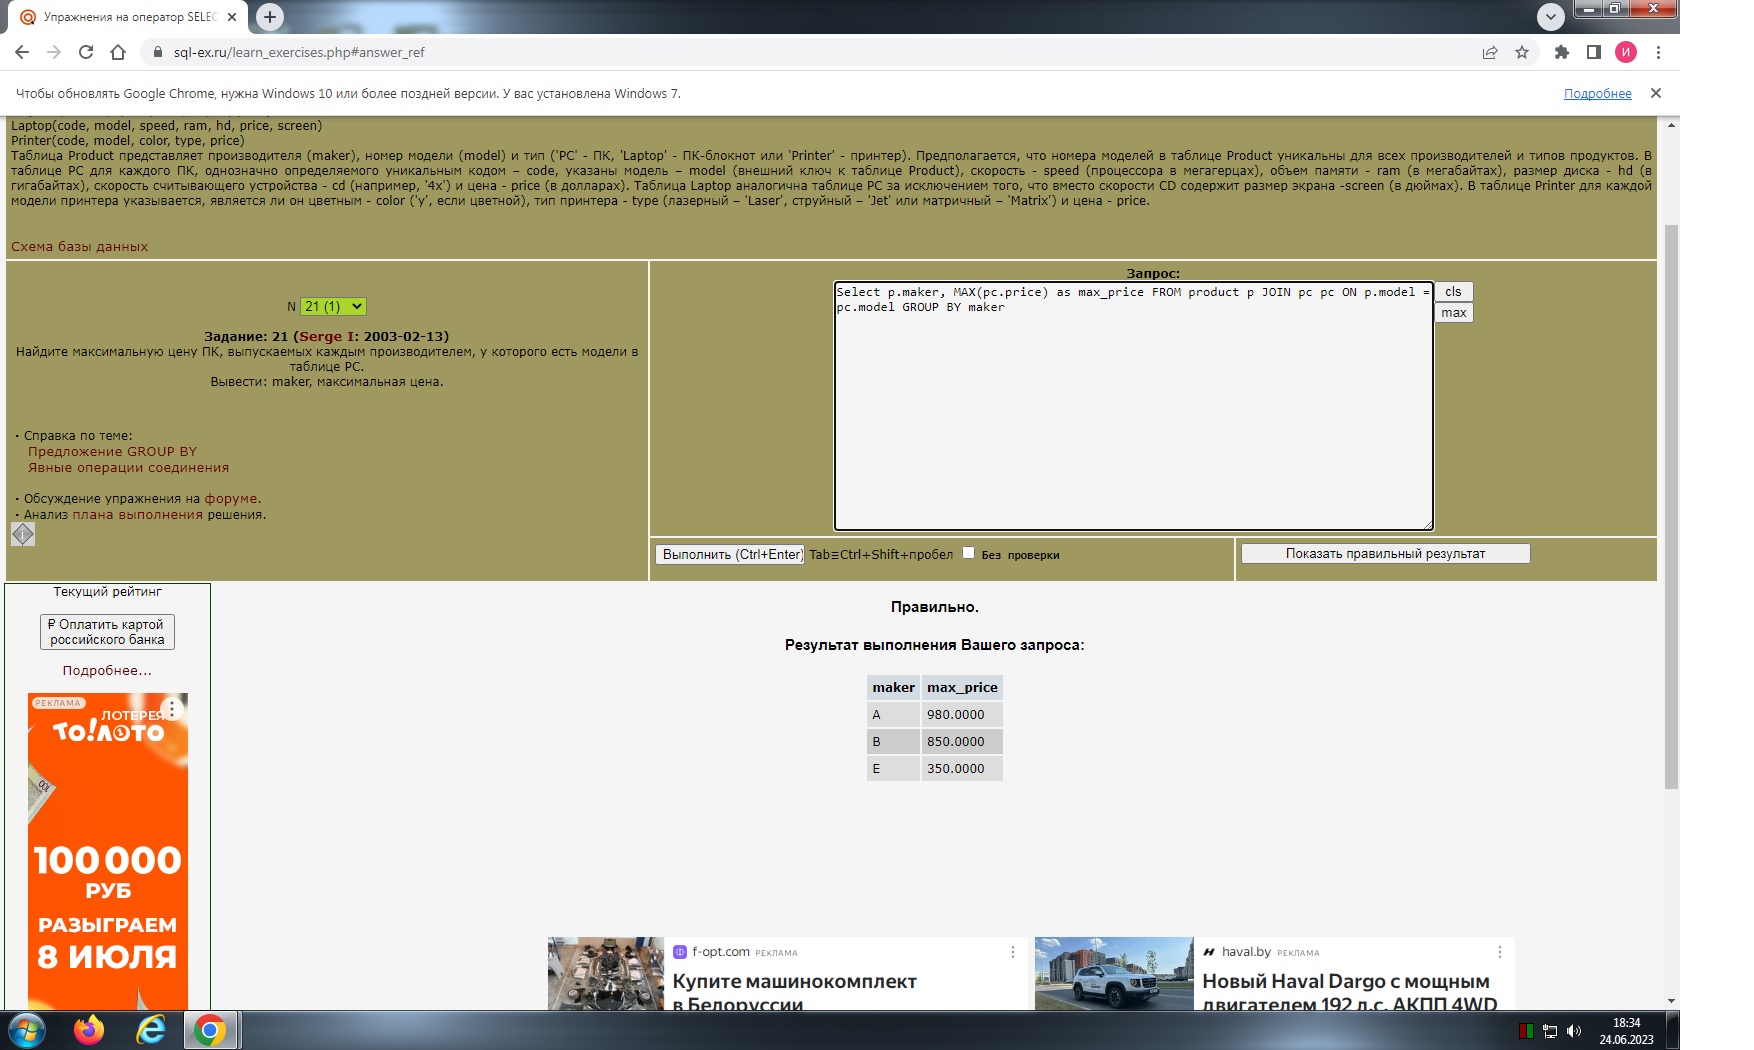 Упражнения на оператор SELEC
sql-ex.ru/learn_exercises.php#answer_ref
И
Чтобы обновлять Google Chrome, нужна Windows 10 или более поздней версии. У вас установлена Windows 7.
Подробнее
Laptop(code, model, speed, ram, hd, price, screen)
Printer(code, model, color, type, price)
Таблица Product представляет производителя (maker), номер модели (model) и тип ('PC' - ПК, 'Laptop' - ПК-блокнот или 'Printer' - принтер). Предполагается, что номера моделей в таблице Product уникальны для всех производителей и типов продуктов. В
таблице PC для каждого ПК, однозначно определяемого уникальным кодом – code, указаны модель – model (внешний ключ к таблице Product), скорость - speed (процессора в мегагерцах), объем памяти - ram (в мегабайтах), размер диска - hd (в
гигабайтах), скорость считывающего устройства - cd (например, '4x') и цена - price (в долларах). Таблица Laptop аналогична таблице РС за исключением того, что вместо скорости CD содержит размер экрана -screen (в дюймах). В таблице Printer для каждой
модели принтера указывается, является ли он цветным - color ('y', если цветной), тип принтера - type (лазерный – 'Laser', струйный – 'Jet' или матричный – 'Matrix') и цена - price.
Схема базы данных
N 21 (1)
Задание: 21 (Serge I: 2003-02-13)
Найдите максимальную цену ПК, выпускаемых каждым производителем, у которого есть модели в
таблице PC.
Вывести: maker, максимальная цена.
· Справка по теме:
Предложение GROUP BY
Явные операции соединения
· Обсуждение упражнения на форуме.
· Анализ плана выполнения решения.
Запрос:
Select p.maker, MAX(pc.price) as max_price FROM product p JOIN pc pc ON p.model =
pc.model GROUP BY maker
cls
max
Выполнить (Ctrl+Enter) Tab≡Ctrl+Shift+пробел Без проверки
Показать правильный результат
Текущий рейтинг
₽ Оплатить картой
российского банка
Подробнее...
РЕКЛАМА
ЛОТЕРЕЯ
ТО!ЛОТО
100
100 000
РУБ
РАЗЫГРАЕМ
8 ИЮЛЯ
Правильно.
Результат выполнения Вашего запроса:
maker max_price
A 980.0000
B 850.0000
E 350.0000
f-opt.com РЕКЛАМА
Купите машинокомплект
в Белоруссии
haval.by РЕКЛАМА
Новый Haval Dargo с мощным
двигателем 192 л.с. АКПП 4WD
18:34
24.06.2023